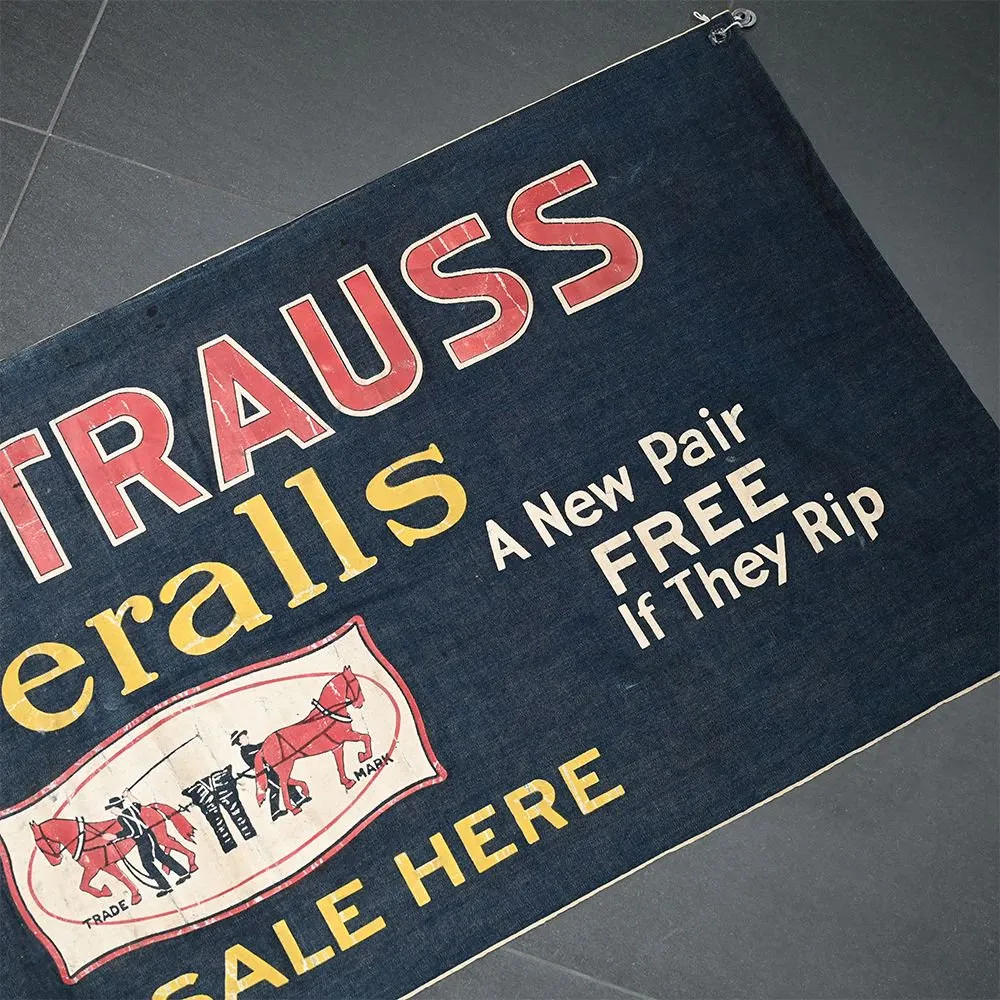 TRAUSS
eralls
A New Pair
FREE
If They Rip
TRADE MARK
SALE HERE